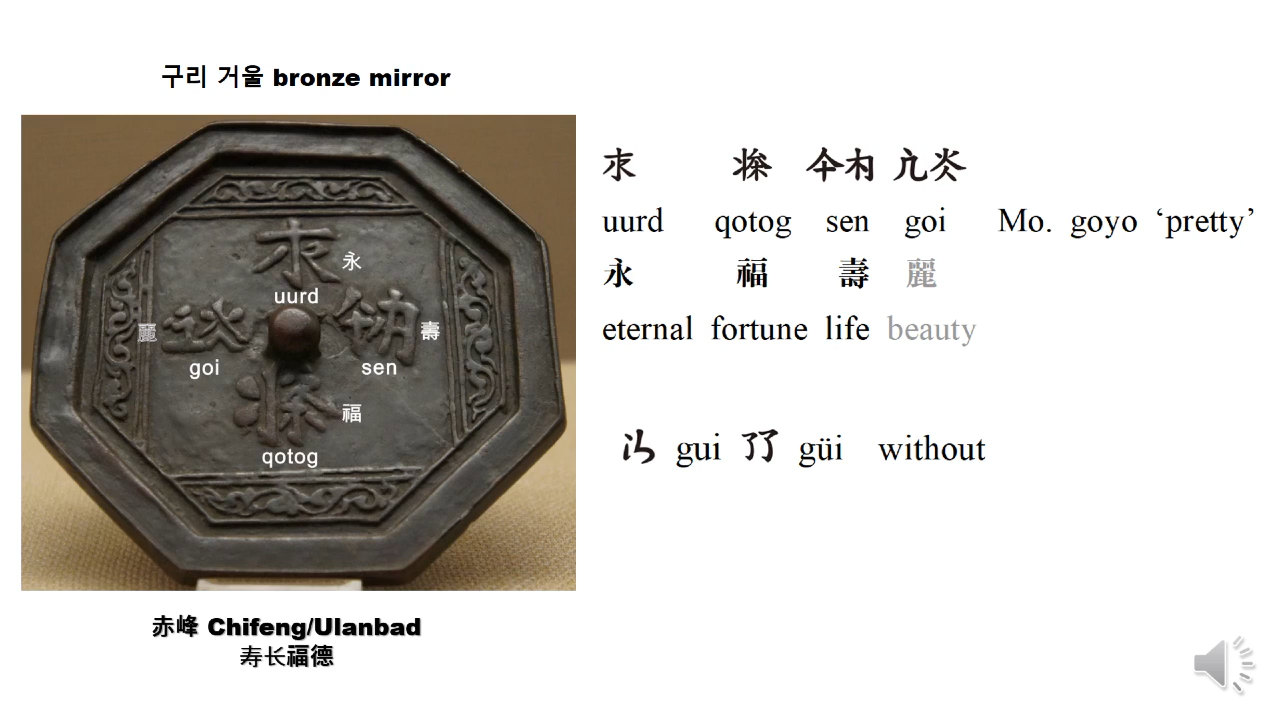 구리 거울 bronze mirror
永
uurd
麗
壽
goi
sen
福
qotog
赤峰 Chifeng/Ulanbad
寿长福德
uurd qotog sen goi Mo. goyo ‘pretty’
永 福 壽 麗
eternal fortune life beauty
gui güi without